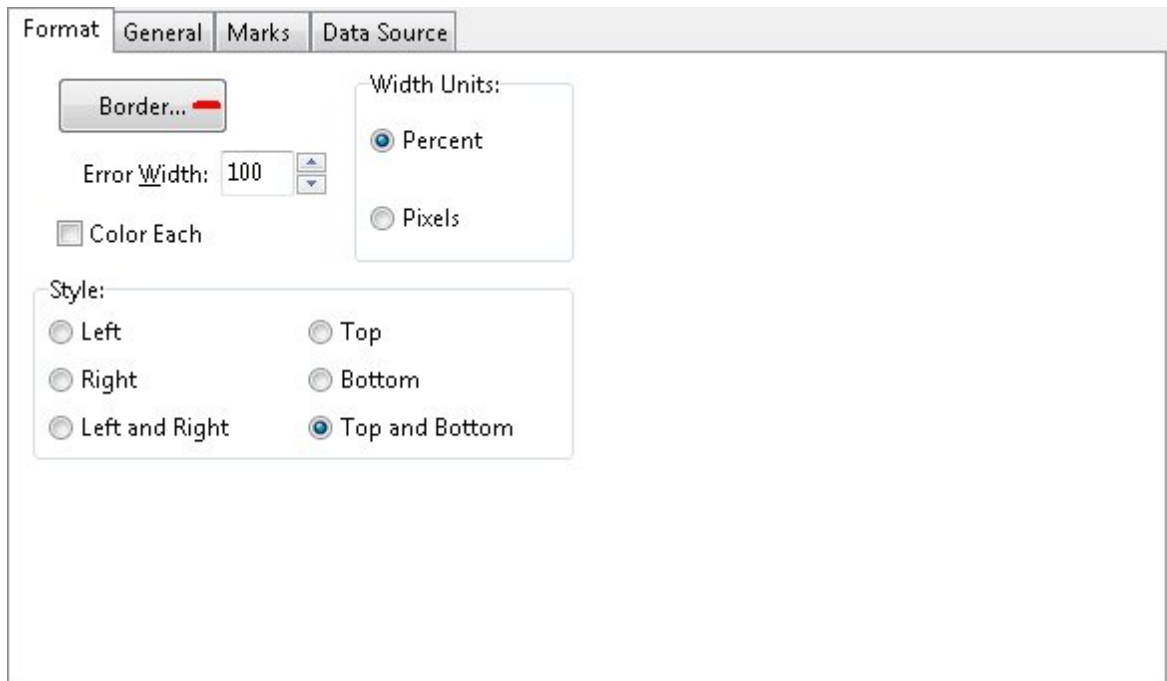 Format General Marks Data Source
Border...
Width Units:
Percent
Error Width: 100
Pixels
Color Each
Style:
Left Top
Right Bottom
Left and Right Top and Bottom